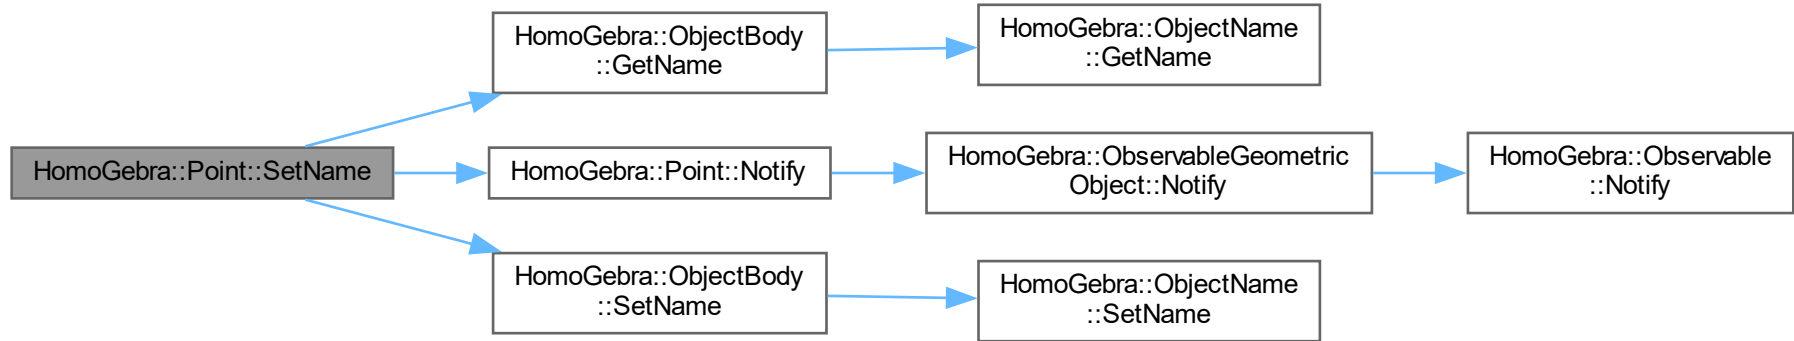 HomoGebra::Point::SetName
HomoGebra::ObjectBody
::GetName
HomoGebra::ObjectName
::GetName
HomoGebra::Point::Notify
HomoGebra::ObservableGeometric
Object::Notify
HomoGebra::Observable
::Notify
HomoGebra::ObjectBody
::SetName
HomoGebra::ObjectName
::SetName